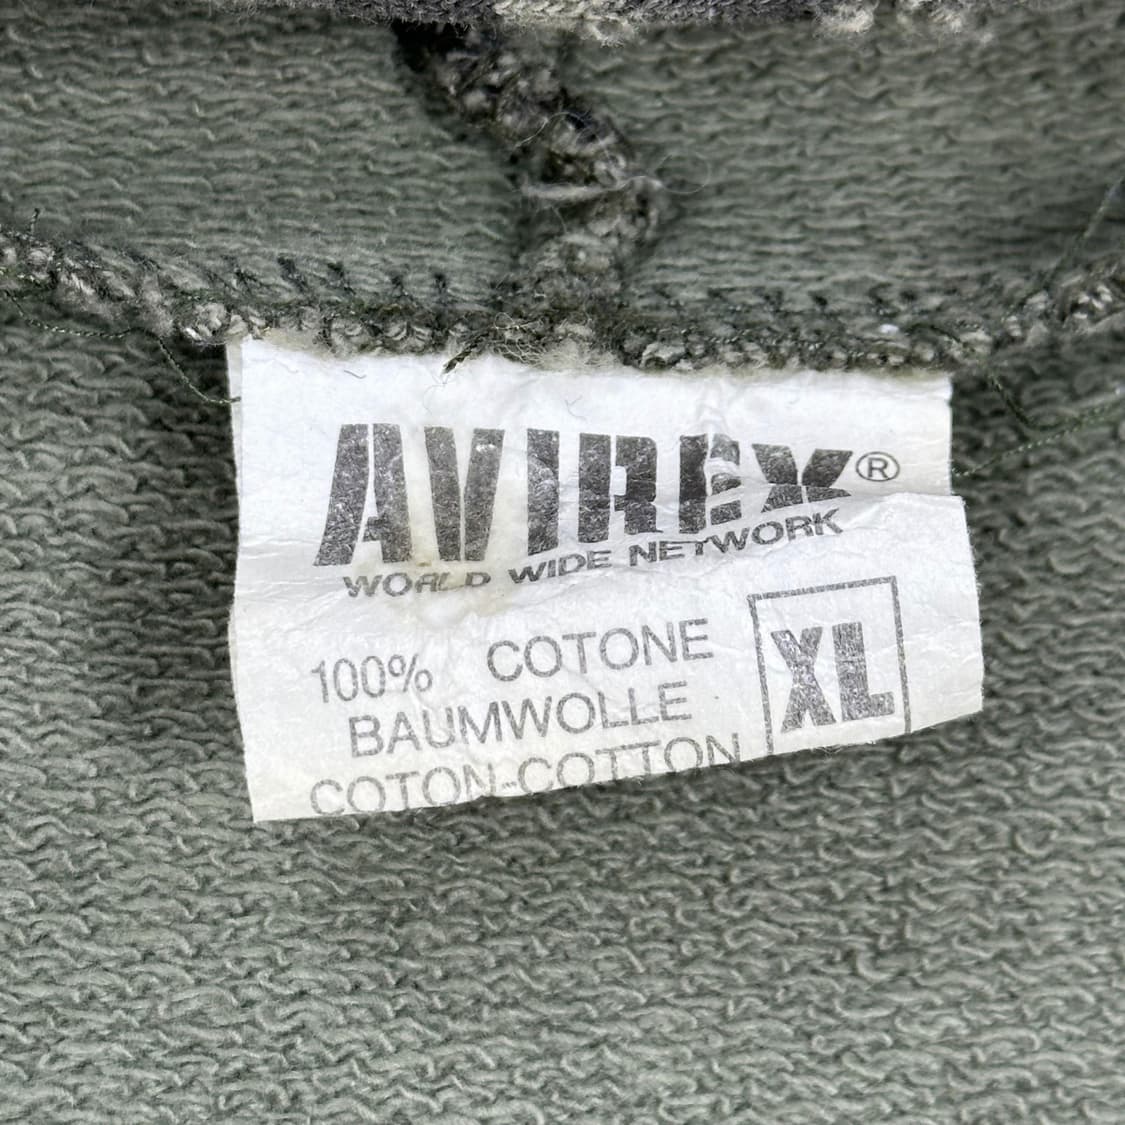 AVIREX®
WORLD WIDE NETWORK
100% COTONE
BAUMWOLLE
COTON-COTTON
XL